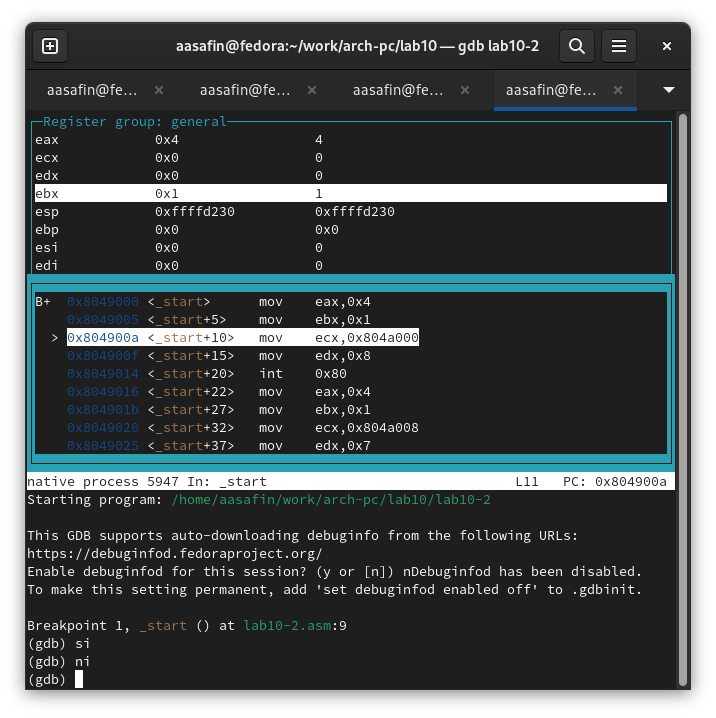 aasafin@fedora:~/work/arch-pc/lab10 — gdb lab10-2
aasafin@fe... aasafin@fe... aasafin@fe... aasafin@fe...
Register group: general
eax 0x4 4
ecx 0x0 0
edx 0x0 0
ebx 0x1 1
esp 0xffffd230 0xffffd230
ebp 0x0 0x0
esi 0x0 0
edi 0x0 0
B+ 0x8049000 <_start> mov eax,0x4
0x8049005 <_start+5> mov ebx,0x1
> 0x804900a <_start+10> mov ecx,0x804a000
0x804900f <_start+15> mov edx,0x8
0x8049014 <_start+20> int 0x80
0x8049016 <_start+22> mov eax,0x4
0x804901b <_start+27> mov ebx,0x1
0x8049020 <_start+32> mov ecx,0x804a008
0x8049025 <_start+37> mov edx,0x7
native process 5947 In: _start L11 PC: 0x804900a
Starting program: /home/aasafin/work/arch-pc/lab10/lab10-2
This GDB supports auto-downloading debuginfo from the following URLs:
https://debuginfod.fedoraproject.org/
Enable debuginfod for this session? (y or [n]) nDebuginfod has been disabled.
To make this setting permanent, add 'set debuginfod enabled off' to .gdbinit.
Breakpoint 1, _start () at lab10-2.asm:9
(gdb) si
(gdb) ni
(gdb)